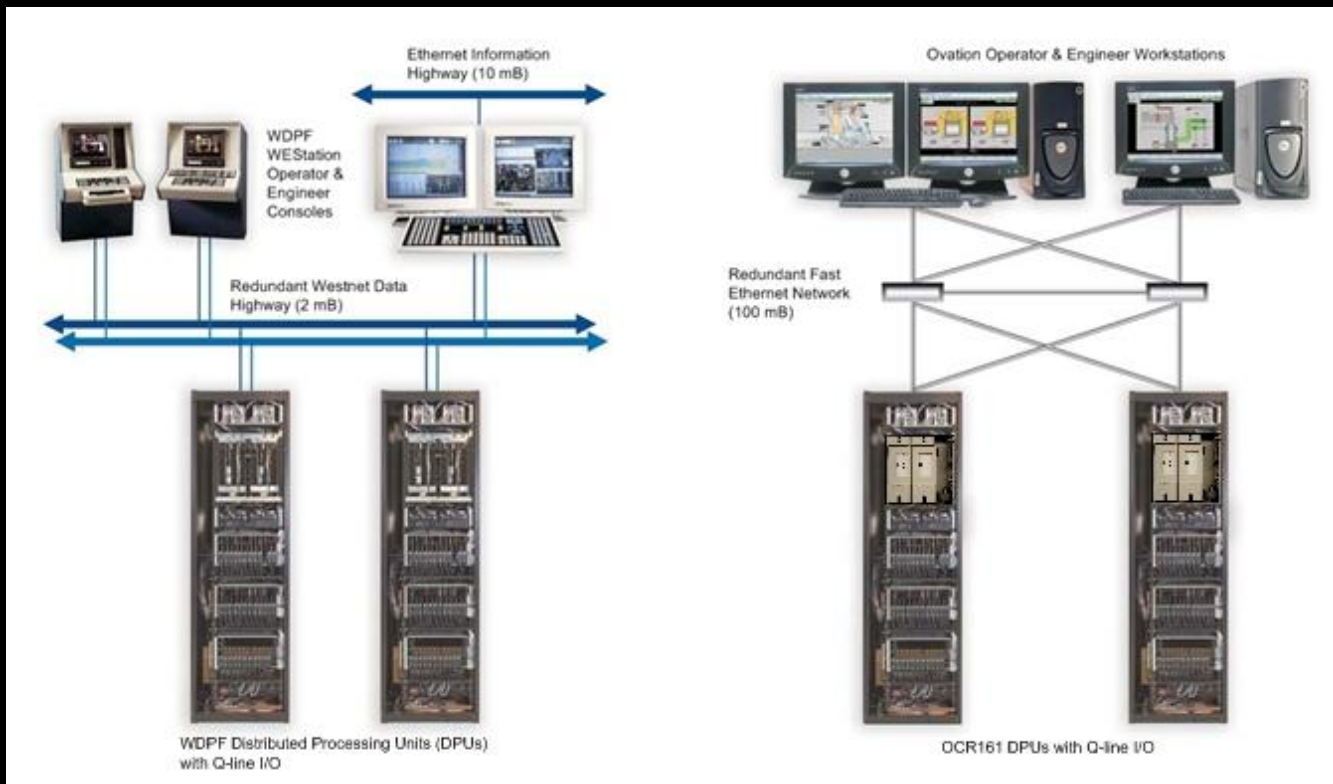 Ethernet Information
Highway (10 mB)
WDPF
WEStation
Operator &
Engineer
Consoles
Redundant Westnet Data
Highway (2 mB)
WDPF Distributed Processing Units (DPUs)
with Q-line I/O
Ovation Operator & Engineer Workstations
Redundant Fast
Ethernet Network
(100 mB)
OCR161 DPUs with Q-line I/O